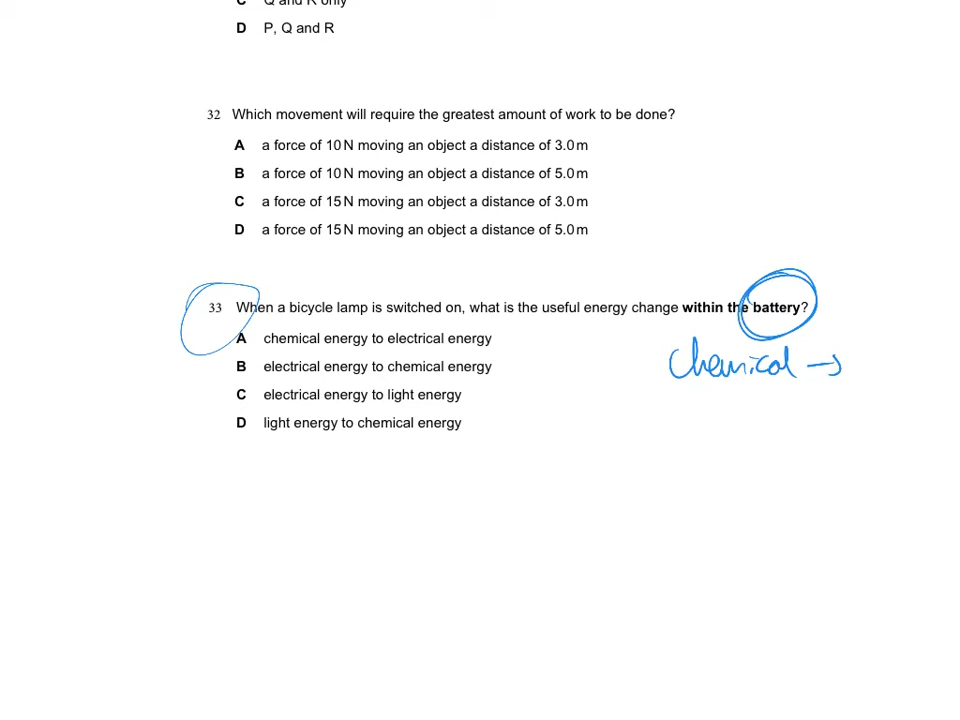 C Q and R only
D P, Q and R
32 Which movement will require the greatest amount of work to be done?
A a force of 10 N moving an object a distance of 3.0 m
B a force of 10 N moving an object a distance of 5.0 m
C a force of 15 N moving an object a distance of 3.0 m
D a force of 15 N moving an object a distance of 5.0 m
33 When a bicycle lamp is switched on, what is the useful energy change within the battery?
A chemical energy to electrical energy
B electrical energy to chemical energy
C electrical energy to light energy
D light energy to chemical energy
Chemical →